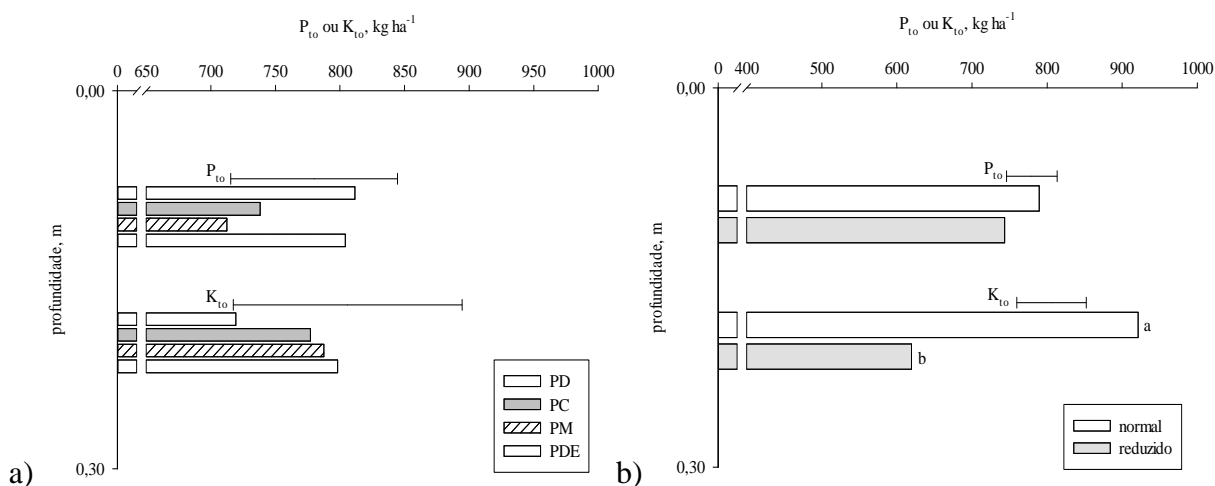 P_to ou K_to, kg ha^-1
0 650 700 750 800 850 900 950 1000
0,00
P_to
profundidade, m
K_to
PD
PC
PM
PDE
0,30
a)
P_to ou K_to, kg ha^-1
0 400 500 600 700 800 900 1000
0,00
P_to
profundidade, m
K_to
a
b
normal
reduzido
0,30
b)